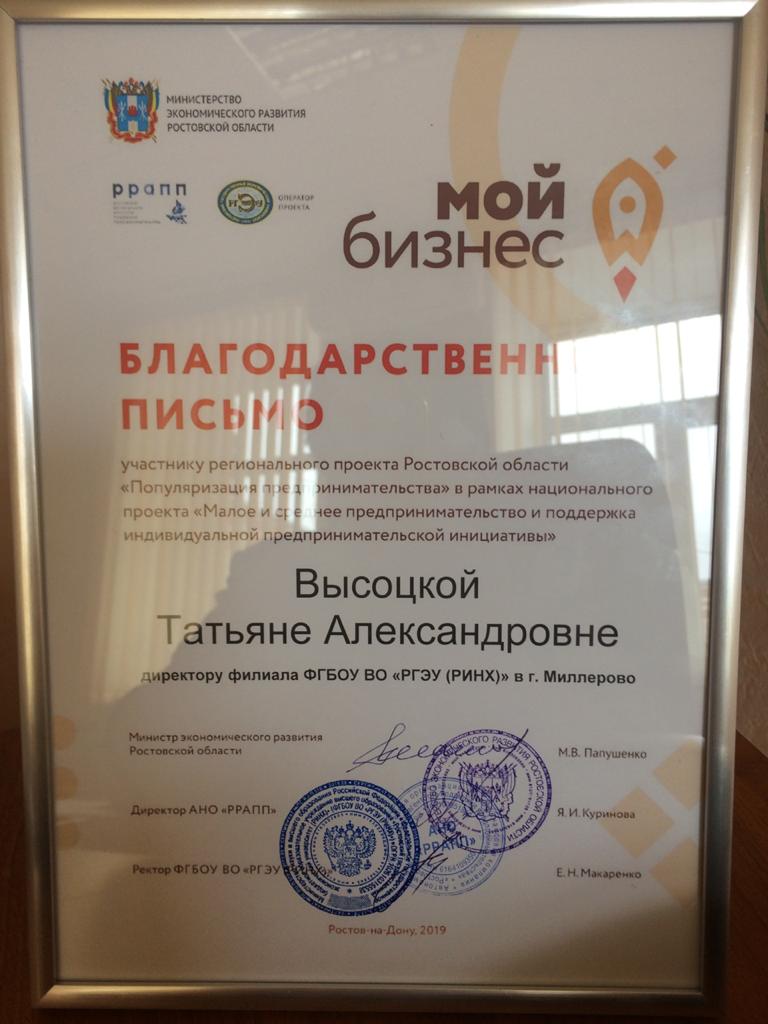 МИНИСТЕРСТВО
ЭКОНОМИЧЕСКОГО РАЗВИТИЯ
РОСТОВСКОЙ ОБЛАСТИ
ррапп
РГЭУ
ОПЕРАТОР
ПРОЕКТА
мой
бизнес
БЛАГОДАРСТВЕНН
ПИСЬМО
участнику регионального проекта Ростовской области
«Популяризация предпринимательства» в рамках национального
проекта «Малое и среднее предпринимательство и поддержка
индивидуальной предпринимательской инициативы»
Высоцкой
Татьяне Александровне
директору филиала ФГБОУ ВО «РГЭУ (РИНХ)» в г. Миллерово
Министр экономического развития
Ростовской области
М.В. Папушенко
Директор АНО «РРАПП»
Я.И. Куринова
АНО
«РРАПП»
Ректор ФГБОУ ВО «РГЭУ
Е.Н. Макаренко
Ростов-на-Дону, 2019